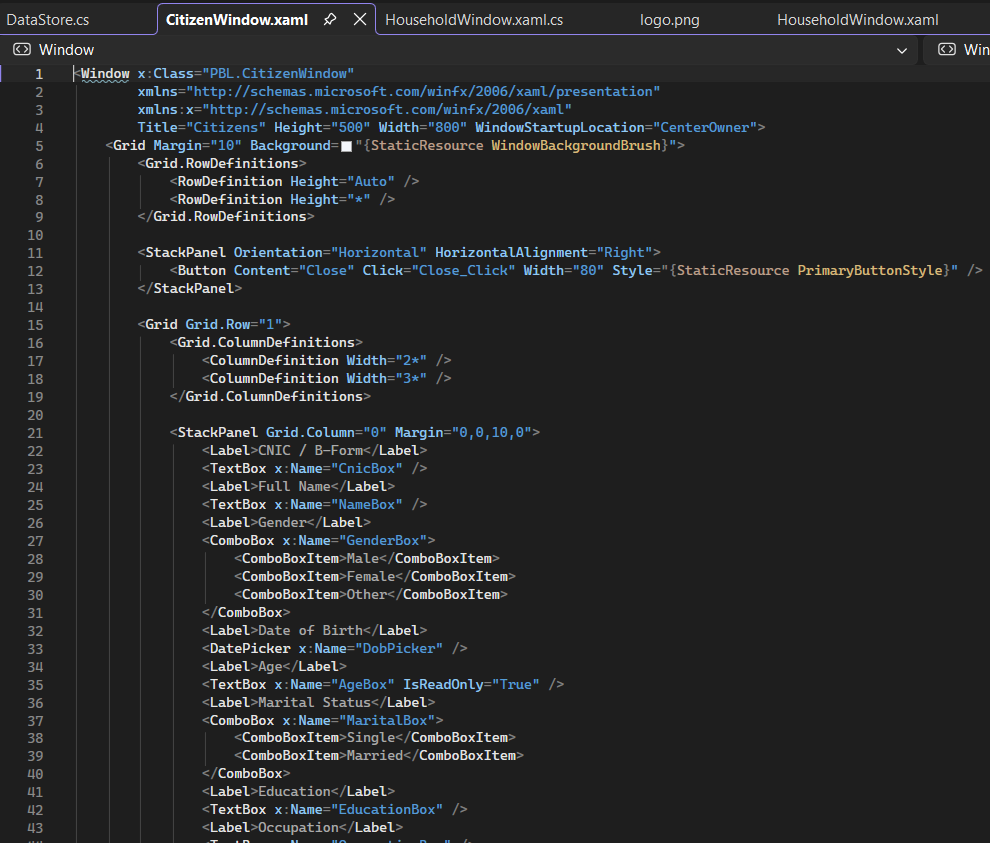 DataStore.cs
CitizenWindow.xaml
HouseholdWindow.xaml.cs
logo.png
HouseholdWindow.xaml
Window
Win
1 <Window x:Class="PBL.CitizenWindow"
2 xmlns="http://schemas.microsoft.com/winfx/2006/xaml/presentation"
3 xmlns:x="http://schemas.microsoft.com/winfx/2006/xaml"
4 Title="Citizens" Height="500" Width="800" WindowStartupLocation="CenterOwner">
5 <Grid Margin="10" Background="{StaticResource WindowBackgroundBrush}">
6 <Grid.RowDefinitions>
7 <RowDefinition Height="Auto" />
8 <RowDefinition Height="*" />
9 </Grid.RowDefinitions>
10
11 <StackPanel Orientation="Horizontal" HorizontalAlignment="Right">
12 <Button Content="Close" Click="Close_Click" Width="80" Style="{StaticResource PrimaryButtonStyle}" />
13 </StackPanel>
14
15 <Grid Grid.Row="1">
16 <Grid.ColumnDefinitions>
17 <ColumnDefinition Width="2*" />
18 <ColumnDefinition Width="3*" />
19 </Grid.ColumnDefinitions>
20
21 <StackPanel Grid.Column="0" Margin="0,0,10,0">
22 <Label>CNIC / B-Form</Label>
23 <TextBox x:Name="CnicBox" />
24 <Label>Full Name</Label>
25 <TextBox x:Name="NameBox" />
26 <Label>Gender</Label>
27 <ComboBox x:Name="GenderBox">
28 <ComboBoxItem>Male</ComboBoxItem>
29 <ComboBoxItem>Female</ComboBoxItem>
30 <ComboBoxItem>Other</ComboBoxItem>
31 </ComboBox>
32 <Label>Date of Birth</Label>
33 <DatePicker x:Name="DobPicker" />
34 <Label>Age</Label>
35 <TextBox x:Name="AgeBox" IsReadOnly="True" />
36 <Label>Marital Status</Label>
37 <ComboBox x:Name="MaritalBox">
38 <ComboBoxItem>Single</ComboBoxItem>
39 <ComboBoxItem>Married</ComboBoxItem>
40 </ComboBox>
41 <Label>Education</Label>
42 <TextBox x:Name="EducationBox" />
43 <Label>Occupation</Label>